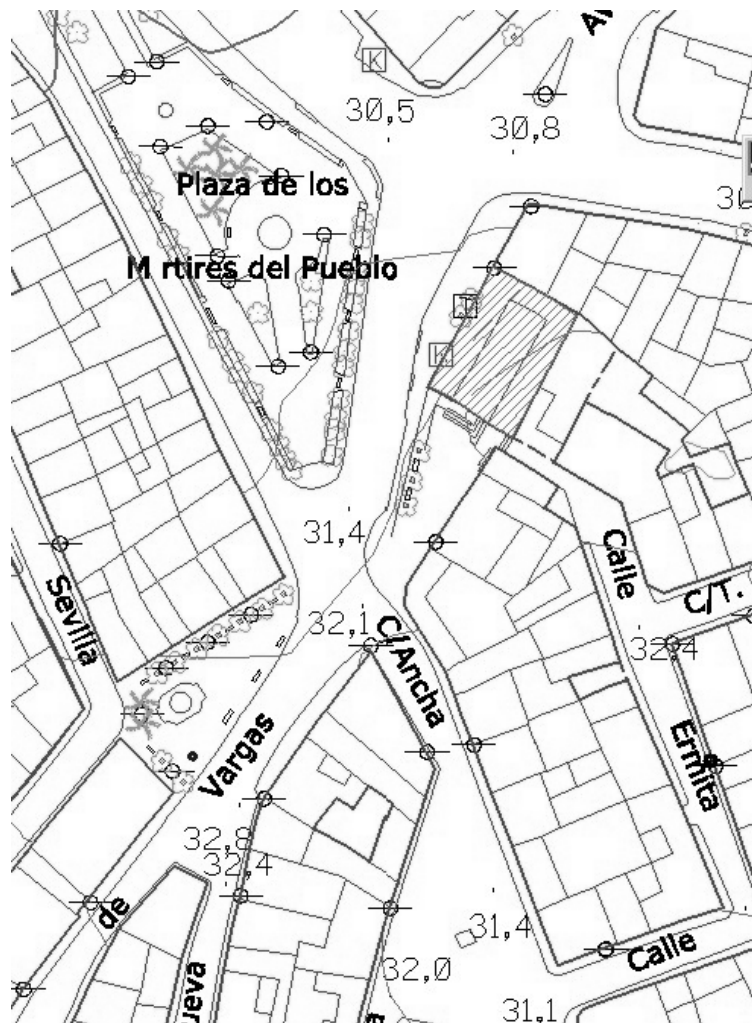 K
30,5
30,8
Plaza de los
M rtires del Pueblo
T
K
31,4
Calle
C/T.
Sevilla
32,1
C/Ancha
32,4
Vargas
Ermita
32,8
32,4
de
31,4
Calle
32,0
ueva
31,1